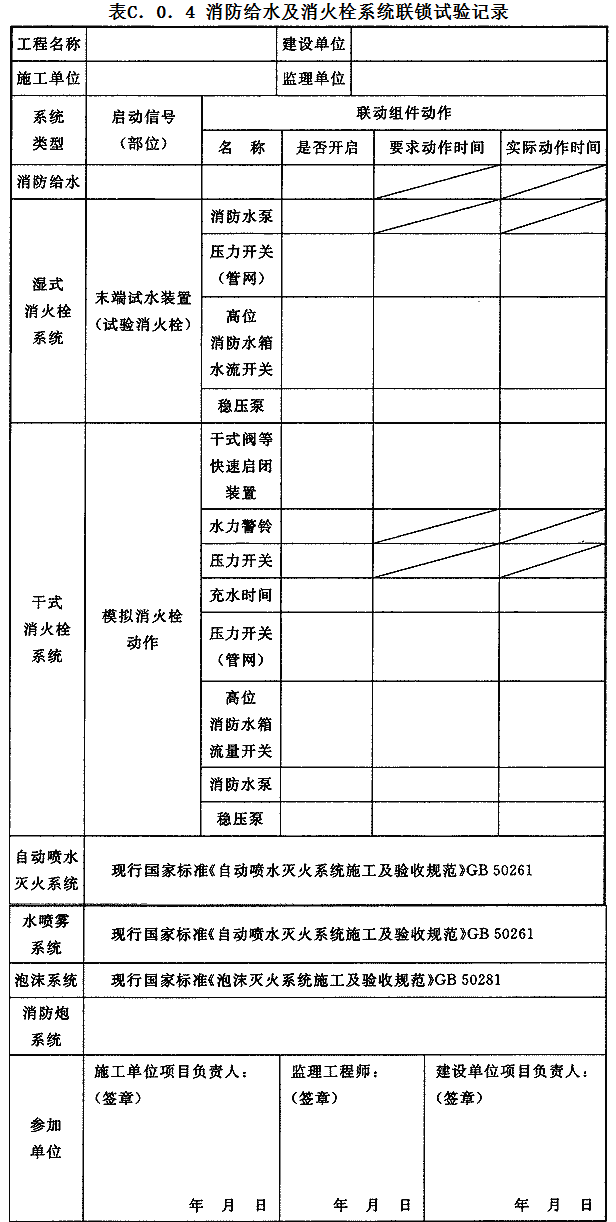 表C. 0. 4 消防给水及消火栓系统联锁试验记录
工程名称 建设单位
施工单位 监理单位
系统
类型
启动信号
(部位)
联动组件动作
名 称 是否开启 要求动作时间 实际动作时间
消防给水
湿式
消火栓
系统
末端试水装置
(试验消火栓)
消防水泵
压力开关
(管网)
高位
消防水箱
水流开关
稳压泵
干式
消火栓
系统
模拟消火栓
动作
干式阀等
快速启闭
装置
水力警铃
压力开关
充水时间
压力开关
(管网)
高位
消防水箱
流量开关
消防水泵
稳压泵
自动喷水
灭火系统
现行国家标准《自动喷水灭火系统施工及验收规范》GB 50261
水喷雾
系统
现行国家标准《自动喷水灭火系统施工及验收规范》GB 50261
泡沫系统 现行国家标准《泡沫灭火系统施工及验收规范》GB 50281
消防炮
系统
参加
单位
施工单位项目负责人:
(签章)
年 月 日
监理工程师:
(签章)
年 月 日
建设单位项目负责人:
(签章)
年 月 日